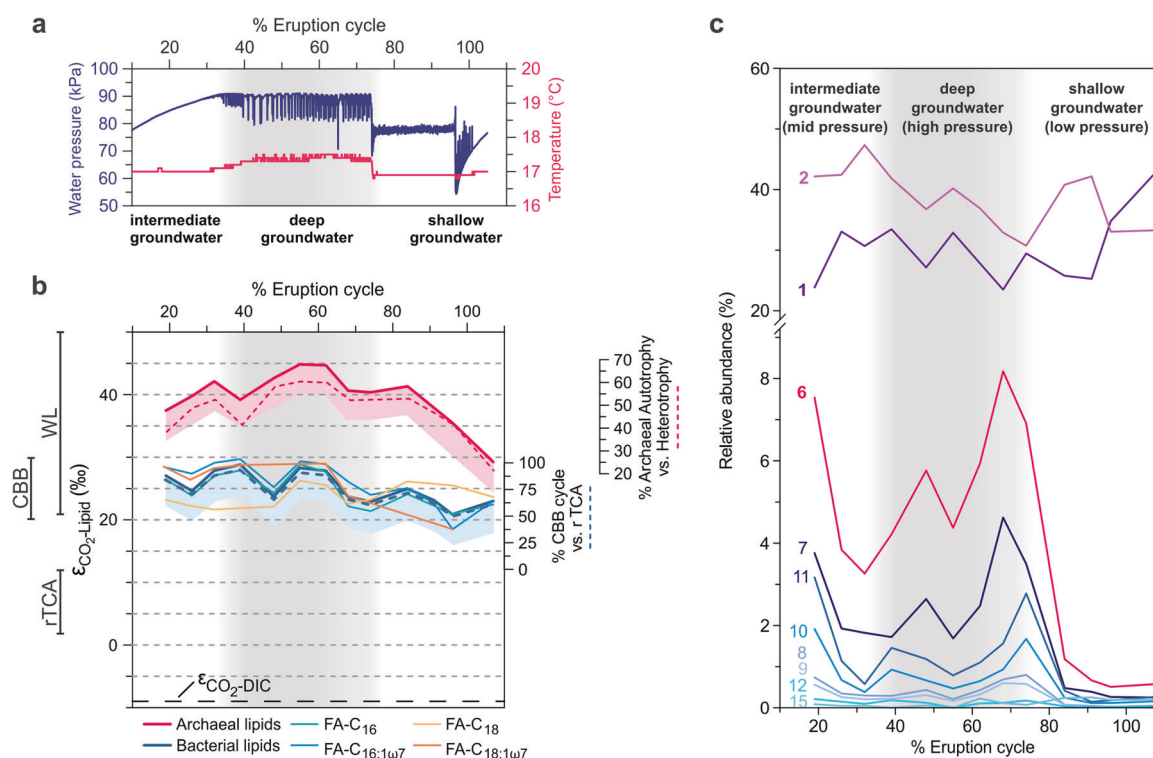 a
% Eruption cycle
20 40 60 80 100
Water pressure (kPa)
100
90
80
70
60
50
20
19
18
17
16
Temperature (°C)
intermediate groundwater
deep groundwater
shallow groundwater
b
% Eruption cycle
20 40 60 80 100
WL
CBB
rTCA
εCO₂-Lipid (‰)
40
20
0
% Archaeal Autotrophy
vs. Heterotrophy
70
60
50
40
30
20
% CBB cycle
vs. r TCA
100
75
50
25
0
εCO₂-DIC
Archaeal lipids
FA-C₁₆
FA-C₁₈
Bacterial lipids
FA-C₁₆:₁ω₇
FA-C₁₈:₁ω₇
c
intermediate
groundwater
(mid pressure)
deep
groundwater
(high pressure)
shallow
groundwater
(low pressure)
Relative abundance (%)
60
40
20
8
6
4
2
0
2
1
6
7
11
10
8
9
12
15
20 40 60 80 100
% Eruption cycle